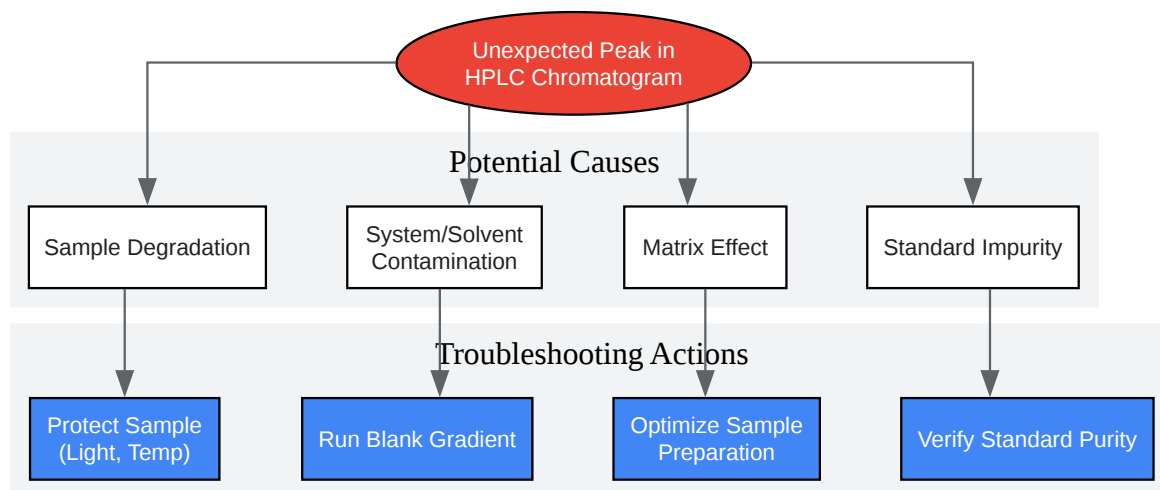 Unexpected Peak in
HPLC Chromatogram
Potential Causes
Sample Degradation
System/Solvent
Contamination
Matrix Effect
Standard Impurity
Troubleshooting Actions
Protect Sample
(Light, Temp)
Run Blank Gradient
Optimize Sample
Preparation
Verify Standard Purity